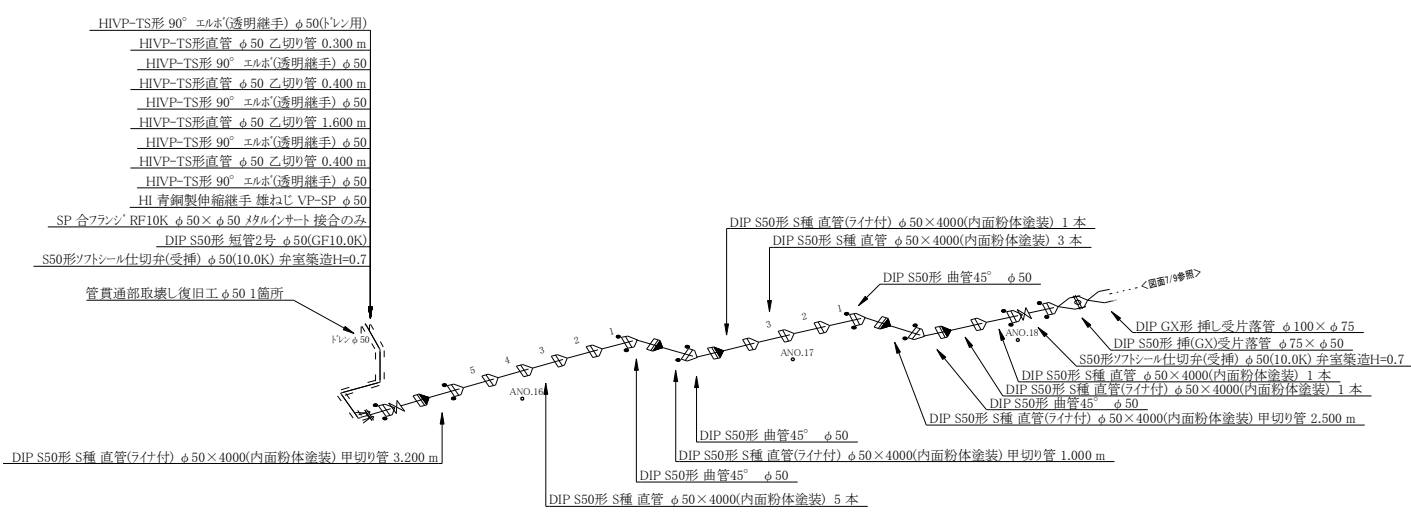 HIVP-TS形 90° エルボ(透明継手) φ50(ドレン用)
HIVP-TS形直管 φ50 乙切り管 0.300 m
HIVP-TS形 90° エルボ(透明継手) φ50
HIVP-TS形直管 φ50 乙切り管 0.400 m
HIVP-TS形 90° エルボ(透明継手) φ50
HIVP-TS形直管 φ50 乙切り管 1.600 m
HIVP-TS形 90° エルボ(透明継手) φ50
HIVP-TS形直管 φ50 乙切り管 0.400 m
HIVP-TS形 90° エルボ(透明継手) φ50
HI 青銅製伸縮継手 雄ねじ VP-SP φ50
SP 合フランジ RF10K φ50×φ50 メタルインサート 接合のみ
DIP S50形 短管2号 φ50(GF10.0K)
S50形ソフトシール仕切弁(受挿) φ50(10.0K) 弁室築造H=0.7
管貫通部取壊し復旧工 φ50 1箇所
ドレン φ50
DIP S50形 S種 直管(ライナ付) φ50×4000(内面粉体塗装) 1 本
DIP S50形 S種 直管 φ50×4000(内面粉体塗装) 3 本
DIP S50形 曲管45° φ50
<図面7/9参照>
5
4
3
2
1
3
2
1
ANO.16
ANO.17
ANO.18
DIP GX形 挿し受片落管 φ100×φ75
DIP S50形 挿(GX)受片落管 φ75×φ50
S50形ソフトシール仕切弁(受挿) φ50(10.0K) 弁室築造H=0.7
DIP S50形 S種 直管 φ50×4000(内面粉体塗装) 1 本
DIP S50形 S種 直管(ライナ付) φ50×4000(内面粉体塗装) 1 本
DIP S50形 曲管45° φ50
DIP S50形 S種 直管(ライナ付) φ50×4000(内面粉体塗装) 甲切り管 2.500 m
DIP S50形 曲管45° φ50
DIP S50形 S種 直管(ライナ付) φ50×4000(内面粉体塗装) 甲切り管 1.000 m
DIP S50形 S種 直管(ライナ付) φ50×4000(内面粉体塗装) 甲切り管 3.200 m
DIP S50形 曲管45° φ50
DIP S50形 S種 直管 φ50×4000(内面粉体塗装) 5 本